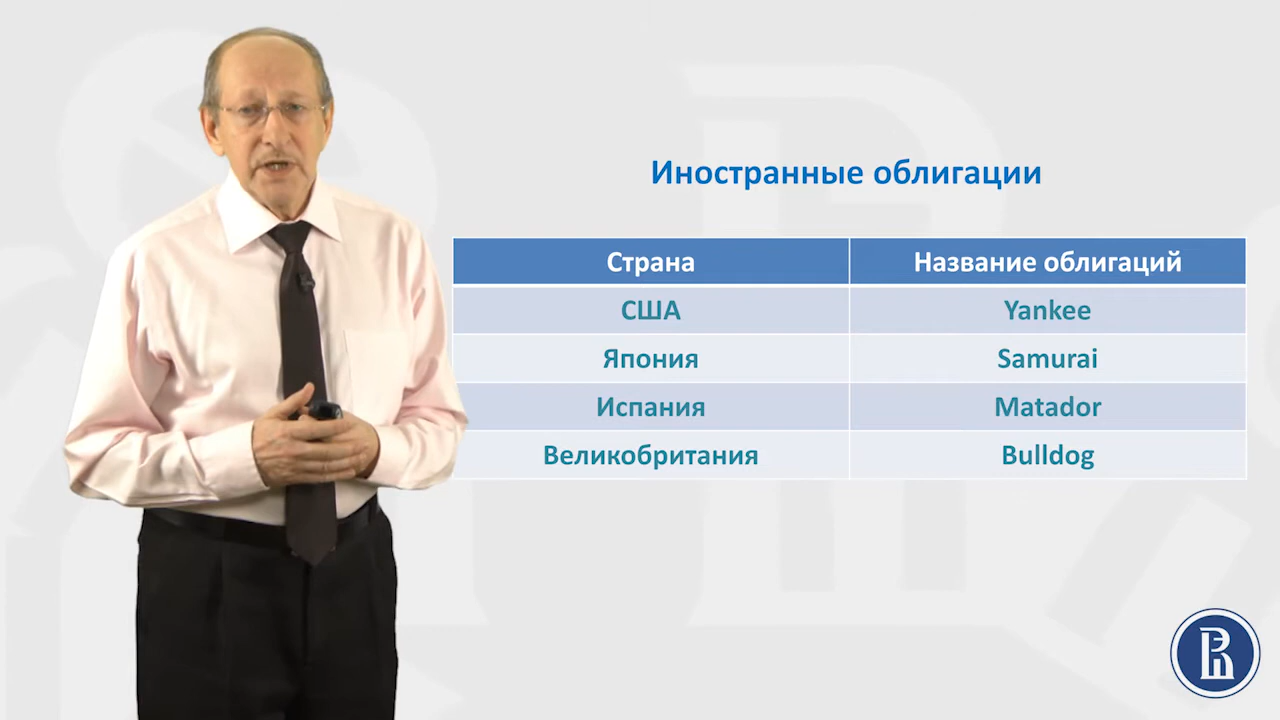 Иностранные облигации
Страна Название облигаций
США Yankee
Япония Samurai
Испания Matador
Великобритания Bulldog